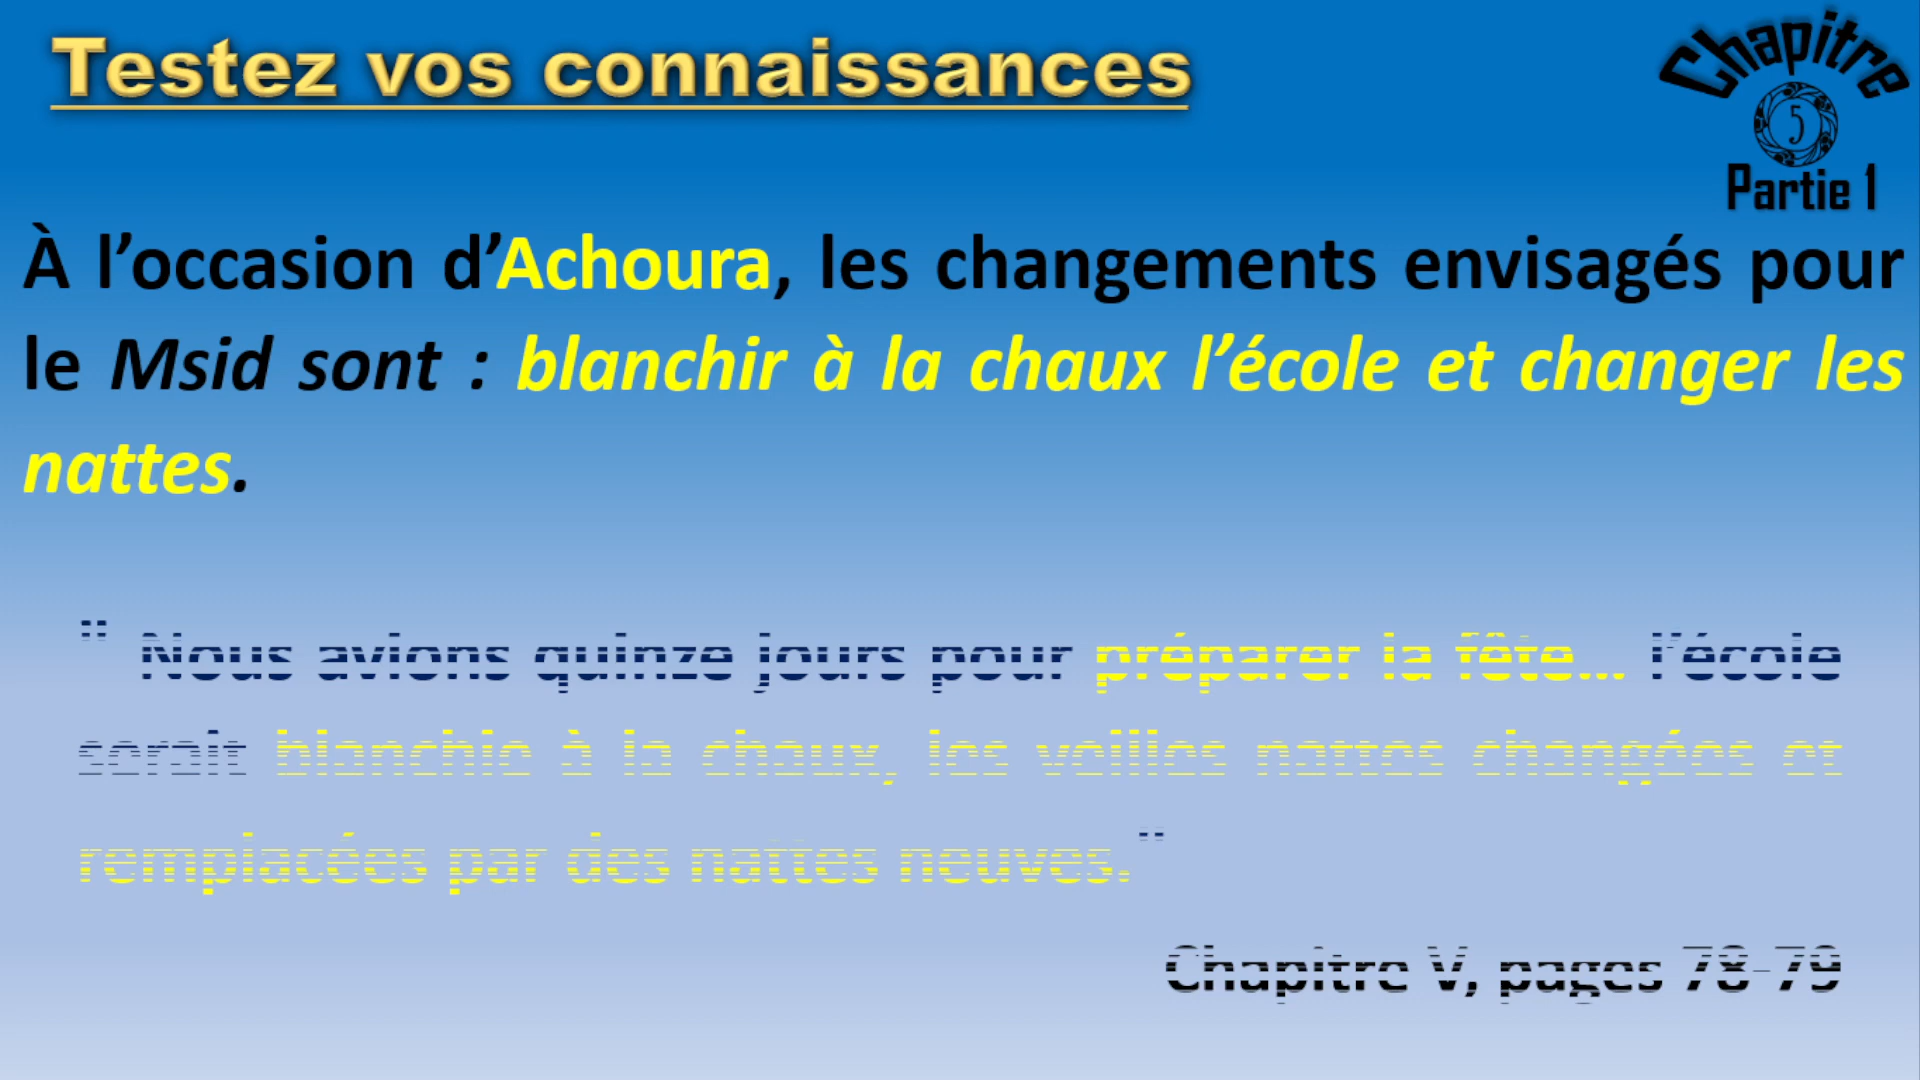 Testez vos connaissances
Chapitre
5
Partie 1
À l’occasion d’Achoura, les changements envisagés pour
le Msid sont : blanchir à la chaux l’école et changer les
nattes.
" Nous avions quinze jours pour préparer la fête... l’école
serait blanchie à la chaux, les veilles nattes changées et
remplacées par des nattes neuves."
Chapitre V, pages 78-79